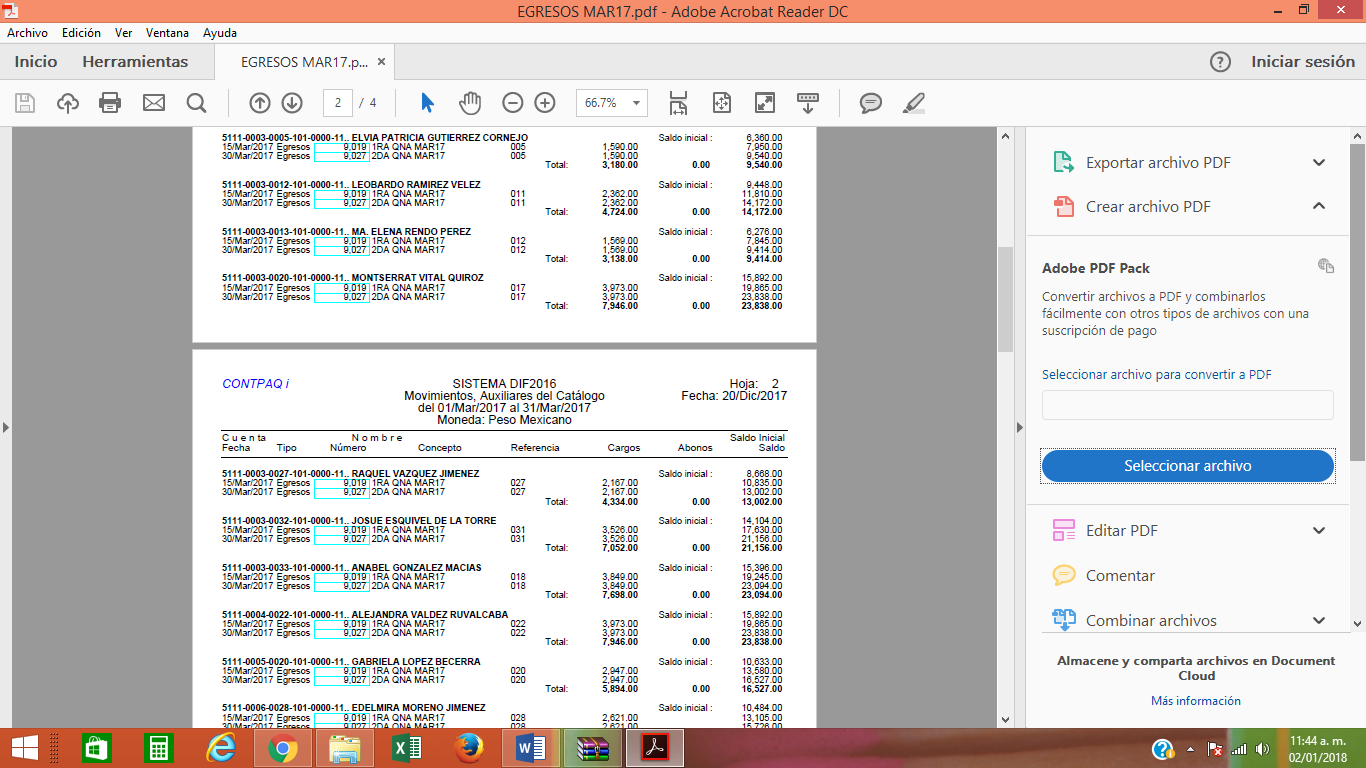 EGRESOS MAR17.pdf - Adobe Acrobat Reader DC
Archivo Edición Ver Ventana Ayuda
Inicio Herramientas EGRESOS MAR17.p... × Iniciar sesión
2 / 4 66.7%
5111-0003-0005-101-0000-11.. ELVIA PATRICIA GUTIERREZ CORNEJO Saldo inicial : 6,360.00
15/Mar/2017 Egresos 9,019 1RA QNA MAR17 005 1,590.00 7,950.00
30/Mar/2017 Egresos 9,027 2DA QNA MAR17 005 1,590.00 9,540.00
Total: 3,180.00 0.00 9,540.00
5111-0003-0012-101-0000-11.. LEOBARDO RAMIREZ VELEZ Saldo inicial : 9,448.00
15/Mar/2017 Egresos 9,019 1RA QNA MAR17 011 2,362.00 11,810.00
30/Mar/2017 Egresos 9,027 2DA QNA MAR17 011 2,362.00 14,172.00
Total: 4,724.00 0.00 14,172.00
5111-0003-0013-101-0000-11.. MA. ELENA RENDO PEREZ Saldo inicial : 6,276.00
15/Mar/2017 Egresos 9,019 1RA QNA MAR17 012 1,569.00 7,845.00
30/Mar/2017 Egresos 9,027 2DA QNA MAR17 012 1,569.00 9,414.00
Total: 3,138.00 0.00 9,414.00
5111-0003-0020-101-0000-11.. MONTSERRAT VITAL QUIROZ Saldo inicial : 15,892.00
15/Mar/2017 Egresos 9,019 1RA QNA MAR17 017 3,973.00 19,865.00
30/Mar/2017 Egresos 9,027 2DA QNA MAR17 017 3,973.00 23,838.00
Total: 7,946.00 0.00 23,838.00
CONTPAQ i SISTEMA DIF2016 Hoja: 2
Movimientos, Auxiliares del Catálogo Fecha: 20/Dic/2017
del 01/Mar/2017 al 31/Mar/2017
Moneda: Peso Mexicano
C u e n t a N o m b r e Saldo Inicial
Fecha Tipo Número Concepto Referencia Cargos Abonos Saldo
5111-0003-0027-101-0000-11.. RAQUEL VAZQUEZ JIMENEZ Saldo inicial : 8,668.00
15/Mar/2017 Egresos 9,019 1RA QNA MAR17 027 2,167.00 10,835.00
30/Mar/2017 Egresos 9,027 2DA QNA MAR17 027 2,167.00 13,002.00
Total: 4,334.00 0.00 13,002.00
5111-0003-0032-101-0000-11.. JOSUE ESQUIVEL DE LA TORRE Saldo inicial : 14,104.00
15/Mar/2017 Egresos 9,019 1RA QNA MAR17 031 3,526.00 17,630.00
30/Mar/2017 Egresos 9,027 2DA QNA MAR17 031 3,526.00 21,156.00
Total: 7,052.00 0.00 21,156.00
5111-0003-0033-101-0000-11.. ANABEL GONZALEZ MACIAS Saldo inicial : 15,396.00
15/Mar/2017 Egresos 9,019 1RA QNA MAR17 018 3,849.00 19,245.00
30/Mar/2017 Egresos 9,027 2DA QNA MAR17 018 3,849.00 23,094.00
Total: 7,698.00 0.00 23,094.00
5111-0004-0022-101-0000-11.. ALEJANDRA VALDEZ RUVALCABA Saldo inicial : 15,892.00
15/Mar/2017 Egresos 9,019 1RA QNA MAR17 022 3,973.00 19,865.00
30/Mar/2017 Egresos 9,027 2DA QNA MAR17 022 3,973.00 23,838.00
Total: 7,946.00 0.00 23,838.00
5111-0005-0020-101-0000-11.. GABRIELA LOPEZ BECERRA Saldo inicial : 10,633.00
15/Mar/2017 Egresos 9,019 1RA QNA MAR17 020 2,947.00 13,580.00
30/Mar/2017 Egresos 9,027 2DA QNA MAR17 020 2,947.00 16,527.00
Total: 5,894.00 0.00 16,527.00
5111-0006-0028-101-0000-11.. EDELMIRA MORENO JIMENEZ Saldo inicial : 10,484.00
15/Mar/2017 Egresos 9,019 1RA QNA MAR17 028 2,621.00 13,105.00
30/Mar/2017 Egresos 9,027 2DA QNA MAR17 028 2,621.00 15,726.00
Exportar archivo PDF
Crear archivo PDF
Adobe PDF Pack
Convertir archivos a PDF y combinarlos
fácilmente con otros tipos de archivos con una
suscripción de pago
Seleccionar archivo para convertir a PDF
Seleccionar archivo
Editar PDF
Comentar
Combinar archivos
Almacene y comparta archivos en Document
Cloud
Más información
11:44 a. m.
02/01/2018